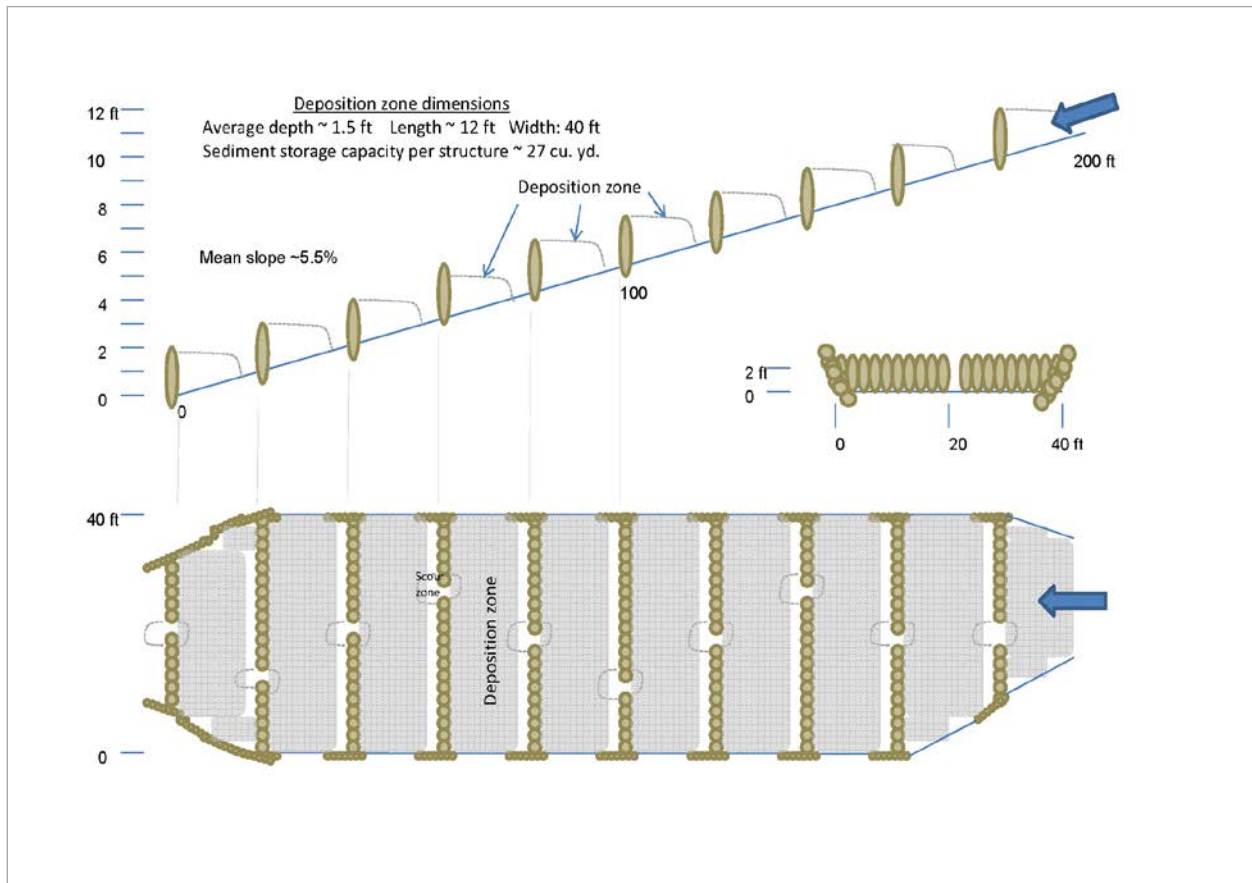 Deposition zone dimensions
Average depth ~ 1.5 ft Length ~ 12 ft Width: 40 ft
Sediment storage capacity per structure ~ 27 cu. yd.
12 ft
10
8
6
4
2
0
Deposition zone
Mean slope ~5.5%
200 ft
100
0
2 ft
0
0
20
40 ft
40 ft
0
Scour
zone
Deposition zone